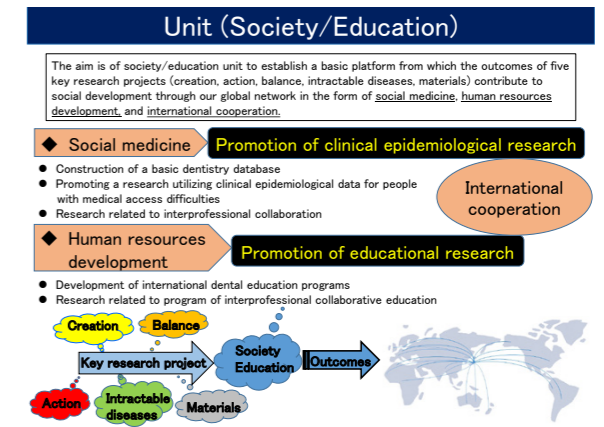 Unit (Society/Education)
The aim is of society/education unit to establish a basic platform from which the outcomes of five
key research projects (creation, action, balance, intractable diseases, materials) contribute to
social development through our global network in the form of social medicine, human resources
development, and international cooperation.
◆ Social medicine
Promotion of clinical epidemiological research
● Construction of a basic dentistry database
● Promoting a research utilizing clinical epidemiological data for people
with medical access difficulties
● Research related to interprofessional collaboration
International
cooperation
◆ Human resources
development
Promotion of educational research
● Development of international dental education programs
● Research related to program of interprofessional collaborative education
Creation
Balance
Key research project
Society
Education
Outcomes
Action
Intractable
diseases
Materials